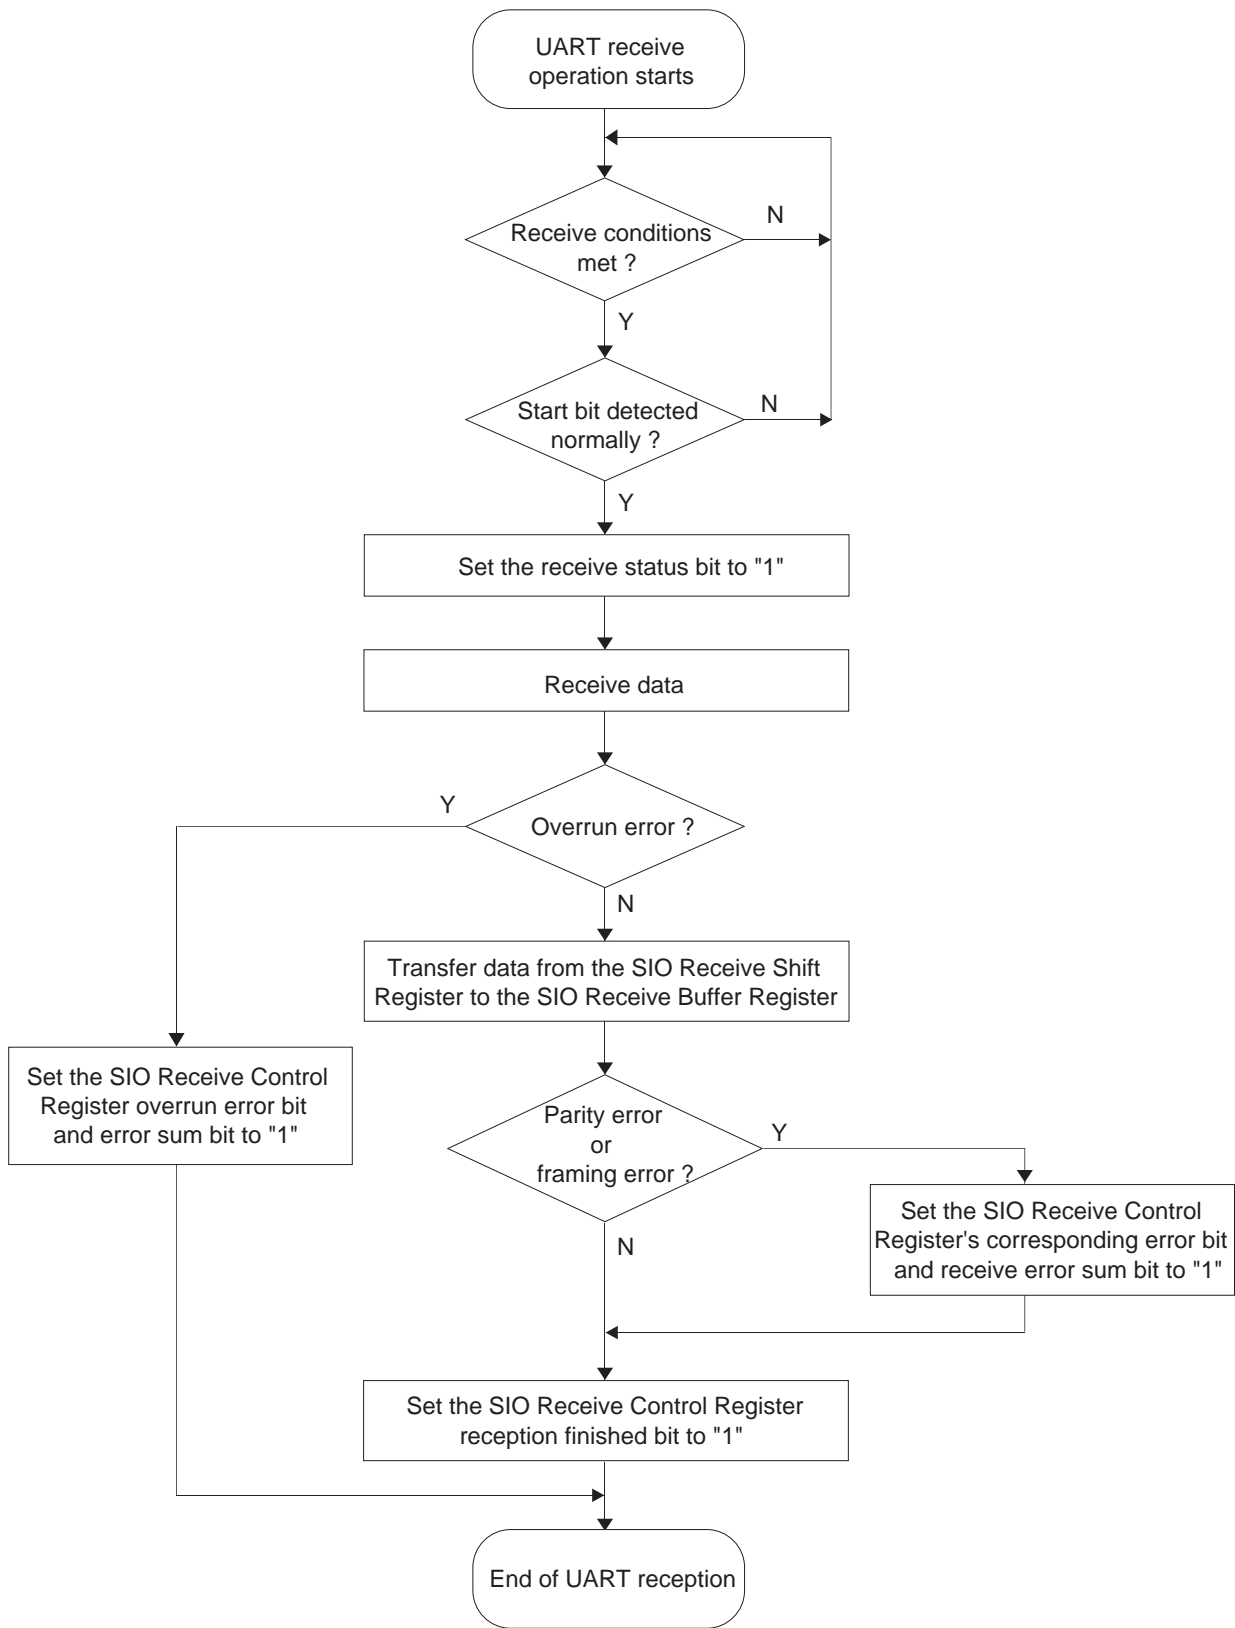 UART receive
operation starts
N
Receive conditions
met ?
Y
N
Start bit detected
normally ?
Y
Set the receive status bit to "1"
Receive data
Y
Overrun error ?
N
Transfer data from the SIO Receive Shift
Register to the SIO Receive Buffer Register
Set the SIO Receive Control
Register overrun error bit
and error sum bit to "1"
Parity error
or
framing error ?
Y
Set the SIO Receive Control
Register's corresponding error bit
and receive error sum bit to "1"
N
Set the SIO Receive Control Register
reception finished bit to "1"
End of UART reception